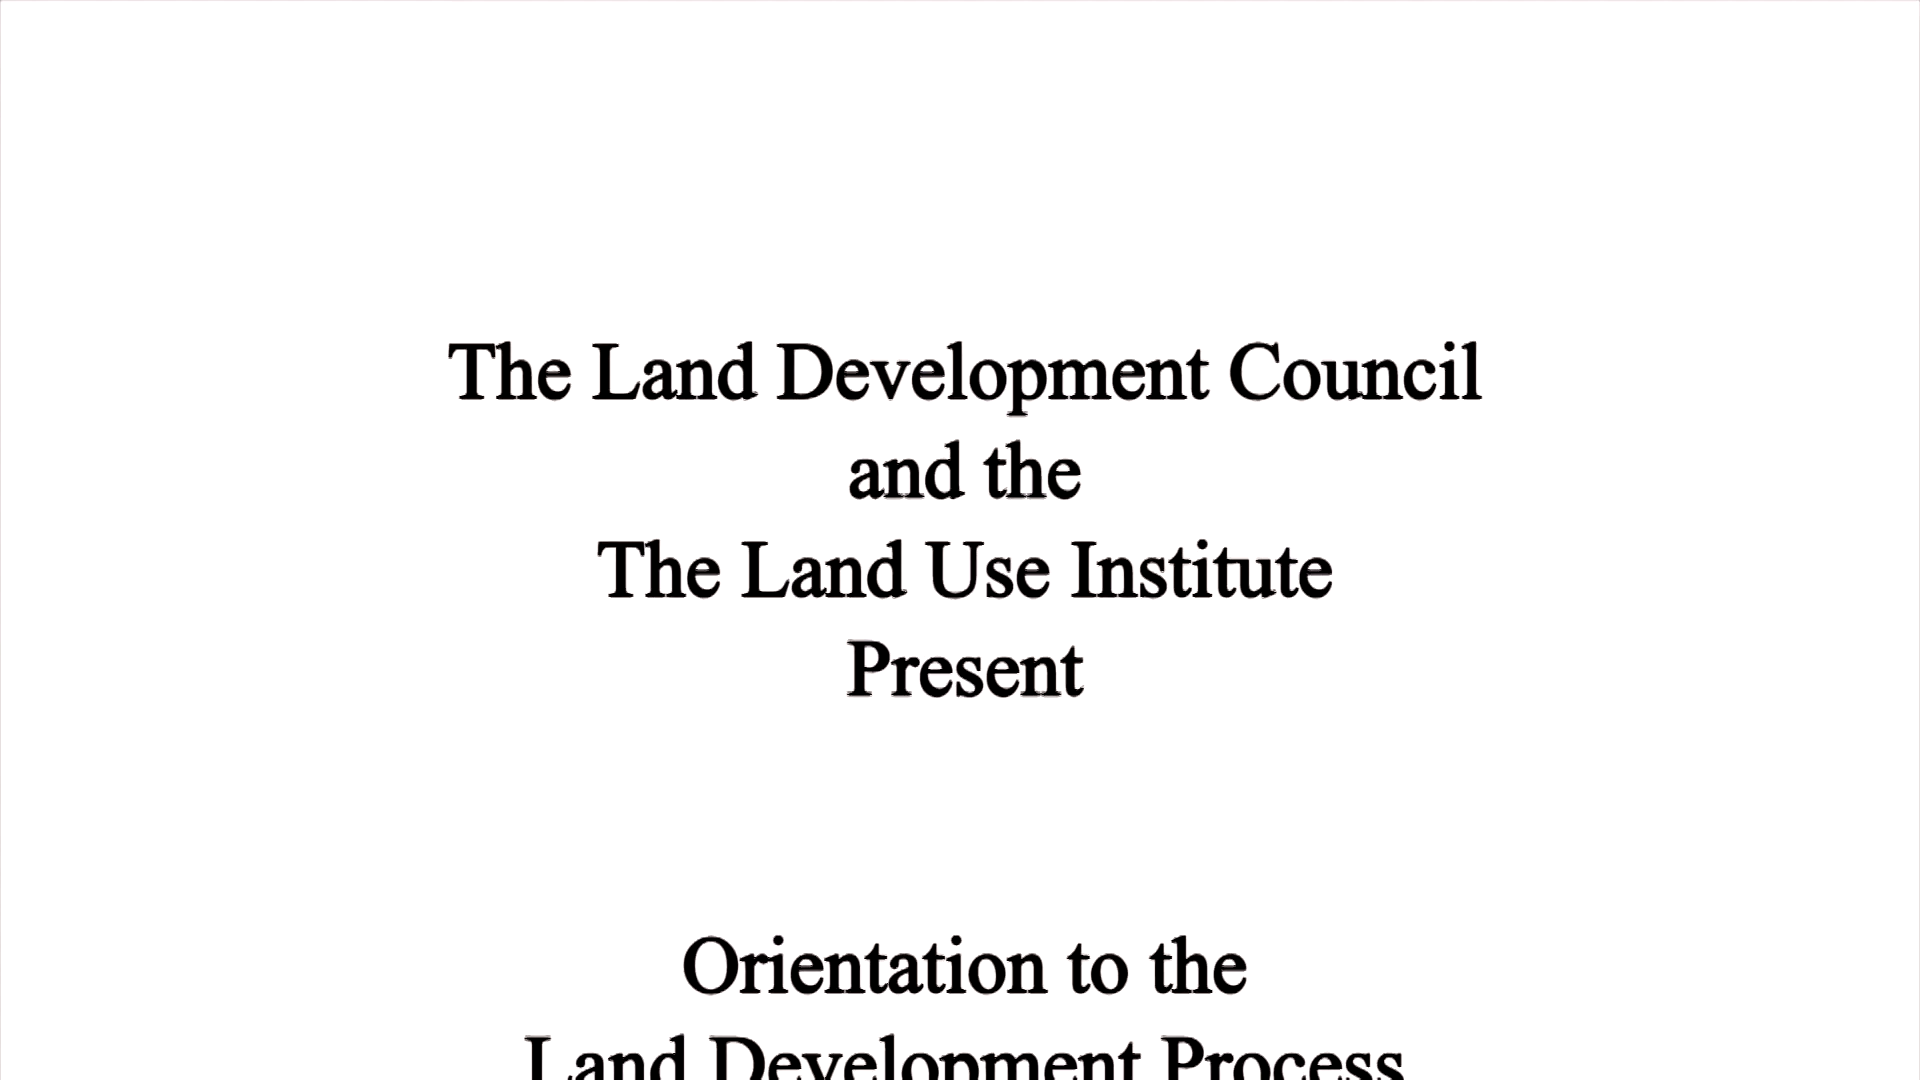 The Land Development Council
and the
The Land Use Institute
Present
Orientation to the
Land Development Process